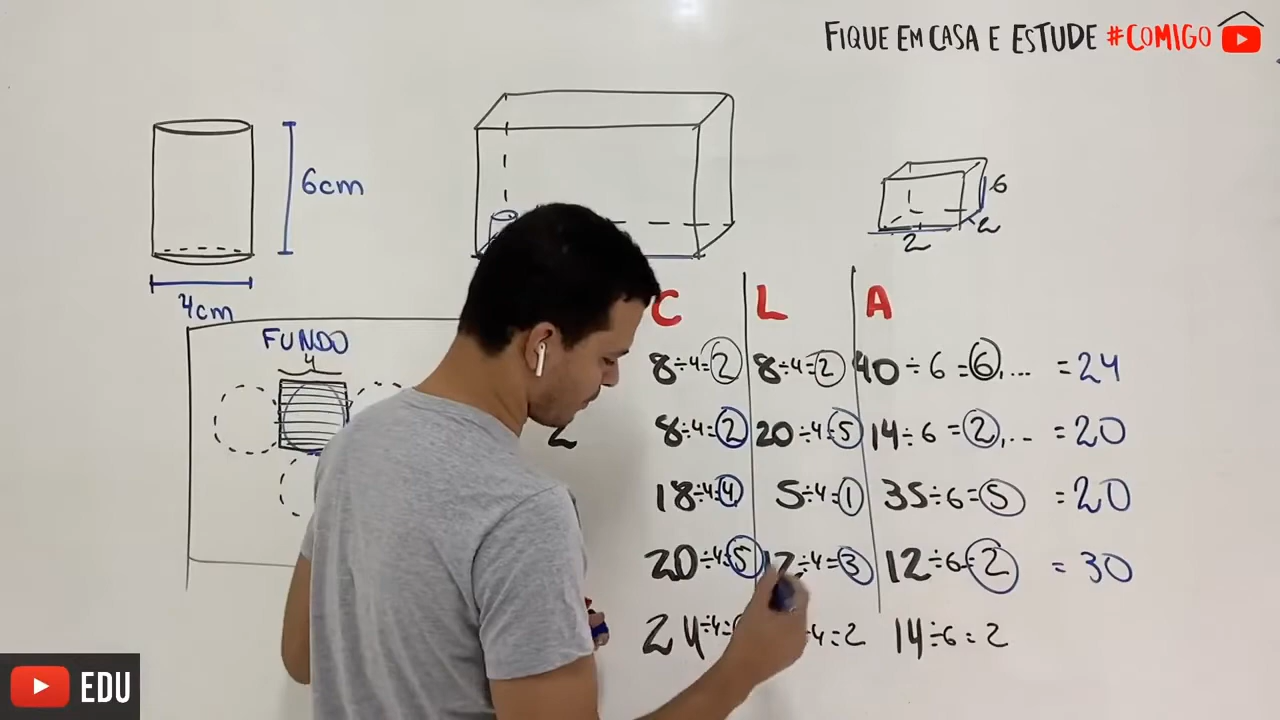 FIQUE EM CASA E ESTUDE #COMIGO
6cm
4cm
6
2
2
FUNDO
4
2
C L A
8÷4=2 8÷4=2 40÷6=6,... =24
8÷4=2 20÷4=5 14÷6=2,... =20
18÷4=4 5÷4=1 35÷6=5 =20
20÷4=5 12÷4=3 12÷6=2 =30
24÷4= ÷4=2 14÷6=2
EDU